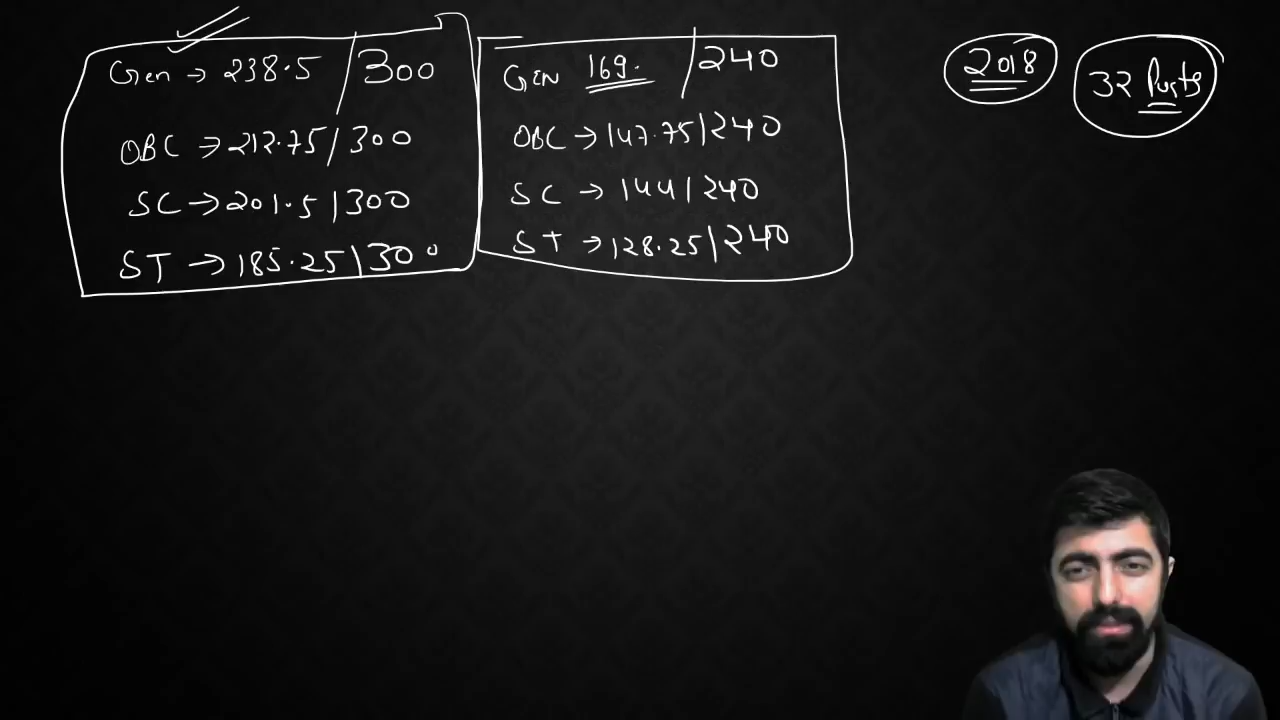 Gen → 238.5 / 300
OBC → 212.75 / 300
SC → 201.5 / 300
ST → 185.25 / 300
GEN 169. / 240
OBC → 147.75 / 240
SC → 144 / 240
ST → 128.25 / 240
2018
32 Posts